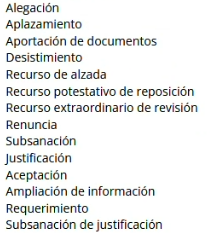 Alegación
Aplazamiento
Aportación de documentos
Desistimiento
Recurso de alzada
Recurso potestativo de reposición
Recurso extraordinario de revisión
Renuncia
Subsanación
Justificación
Aceptación
Ampliación de información
Requerimiento
Subsanación de justificación